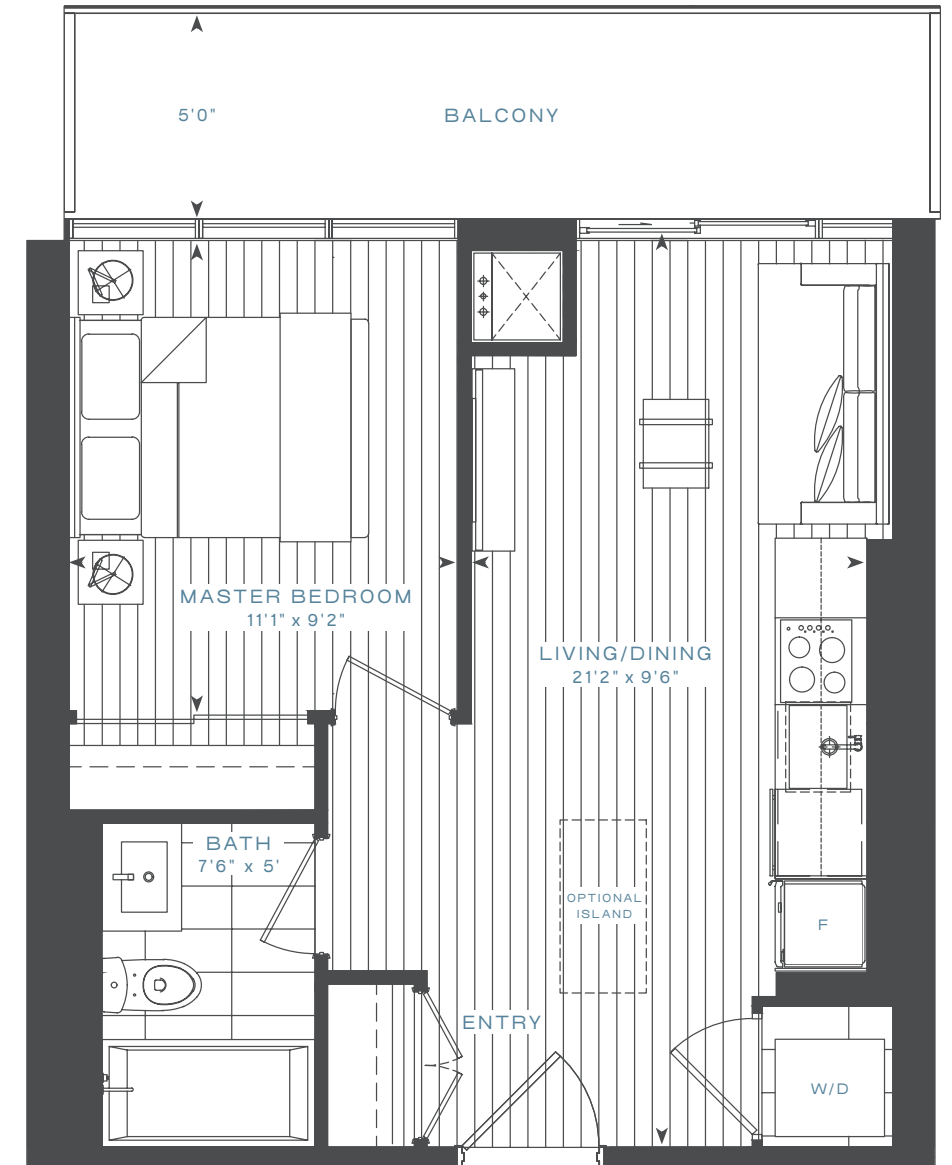 5'0"
BALCONY
MASTER BEDROOM
11'1" x 9'2"
LIVING/DINING
21'2" x 9'6"
BATH
7'6" x 5'
OPTIONAL
ISLAND
F
ENTRY
W/D